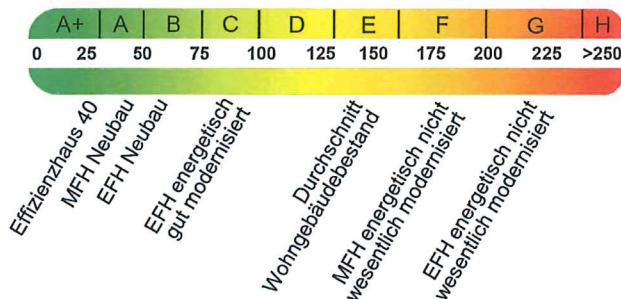 A+ A B C D E F G H
0 25 50 75 100 125 150 175 200 225 >250
Effizienzhaus 40
MFH Neubau
EFH Neubau
EFH energetisch
gut modernisiert
Durchschnitt
Wohngebäudebestand
MFH energetisch nicht
wesentlich modernisiert
EFH energetisch nicht
wesentlich modernisiert